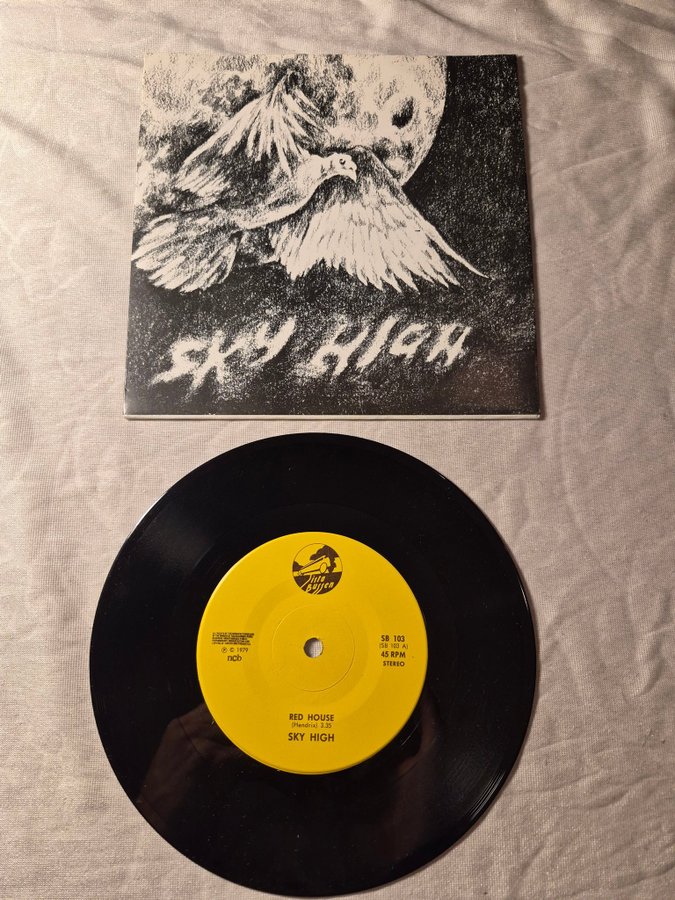 SKY HIGH
Sista Bussen
SB 103
(SB 103 A)
45 RPM
STEREO
℗ © 1979
ncb
RED HOUSE
(Hendrix) 3.35
SKY HIGH